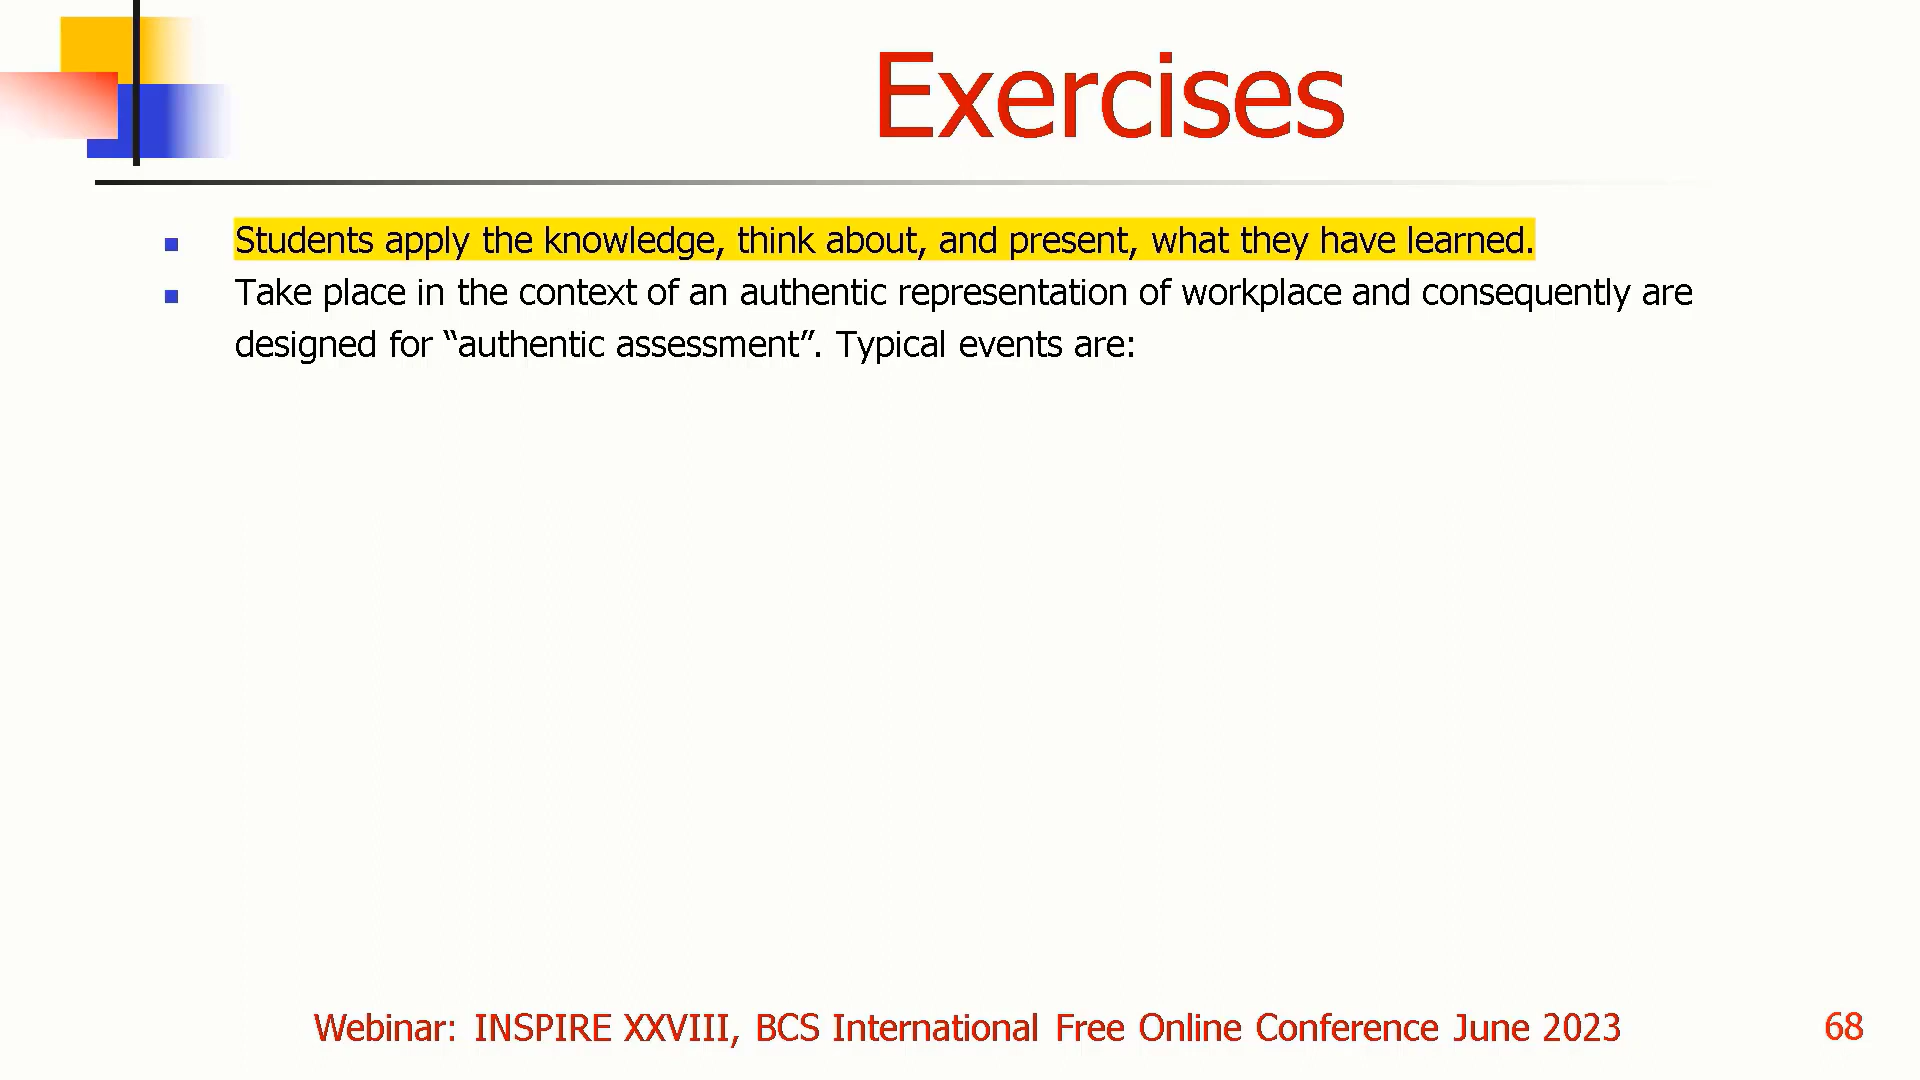 Exercises
Students apply the knowledge, think about, and present, what they have learned.
Take place in the context of an authentic representation of workplace and consequently are
designed for “authentic assessment”. Typical events are:
Webinar: INSPIRE XXVIII, BCS International Free Online Conference June 2023
68